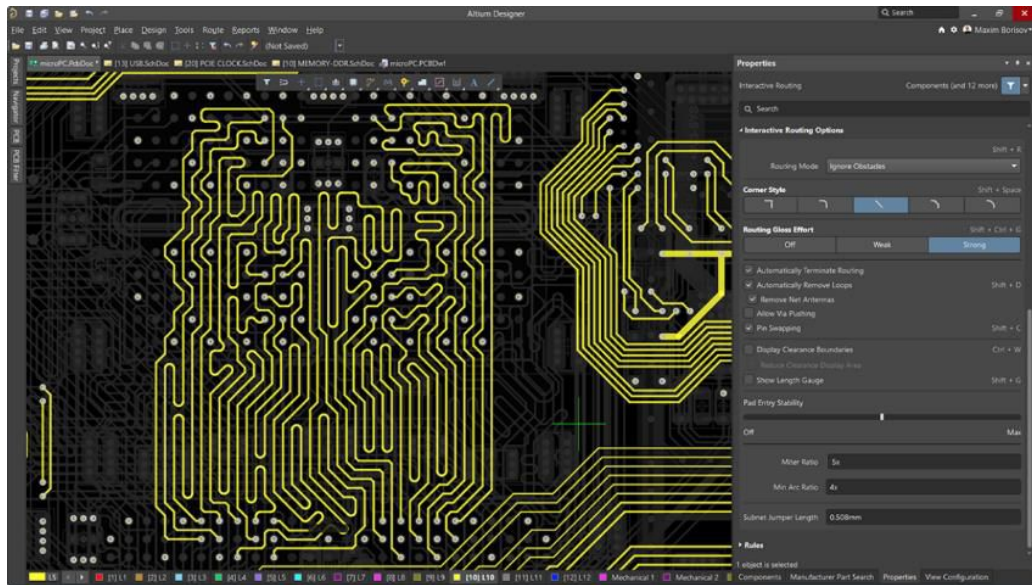 Altium Designer
Search
File Edit View Project Place Design Tools Route Reports Window Help
Maxim Borisov
(Not Saved)
microPC.PcbDoc * [13] USB.SchDoc [20] PCIE CLOCK.SchDoc [10] MEMORY-DDR.SchDoc microPC.PCBDwf
Projects
Navigator
PCB
PCB Filter
Properties
Interactive Routing Components (and 12 more)
Search
Interactive Routing Options
Shift + R
Routing Mode Ignore Obstacles
Corner Style Shift + Space
Routing Gloss Effort Shift + Ctrl + G
Off Weak Strong
Automatically Terminate Routing
Automatically Remove Loops Shift + D
Remove Net Antennas
Allow Via Pushing
Pin Swapping Shift + C
Display Clearance Boundaries Ctrl + W
Reduce Clearance Display Area
Show Length Gauge Shift + G
Pad Entry Stability
Off Max
Miter Ratio 5x
Min Arc Ratio 4x
Subnet Jumper Length 0.508mm
Rules
1 object is selected
LS [1] L1 [2] L2 [3] L3 [4] L4 [5] L5 [6] L6 [7] L7 [8] L8 [9] L9 [10] L10 [11] L11 [12] L12 Mechanical 1 Mechanical 2
Components Manufacturer Part Search Properties View Configuration